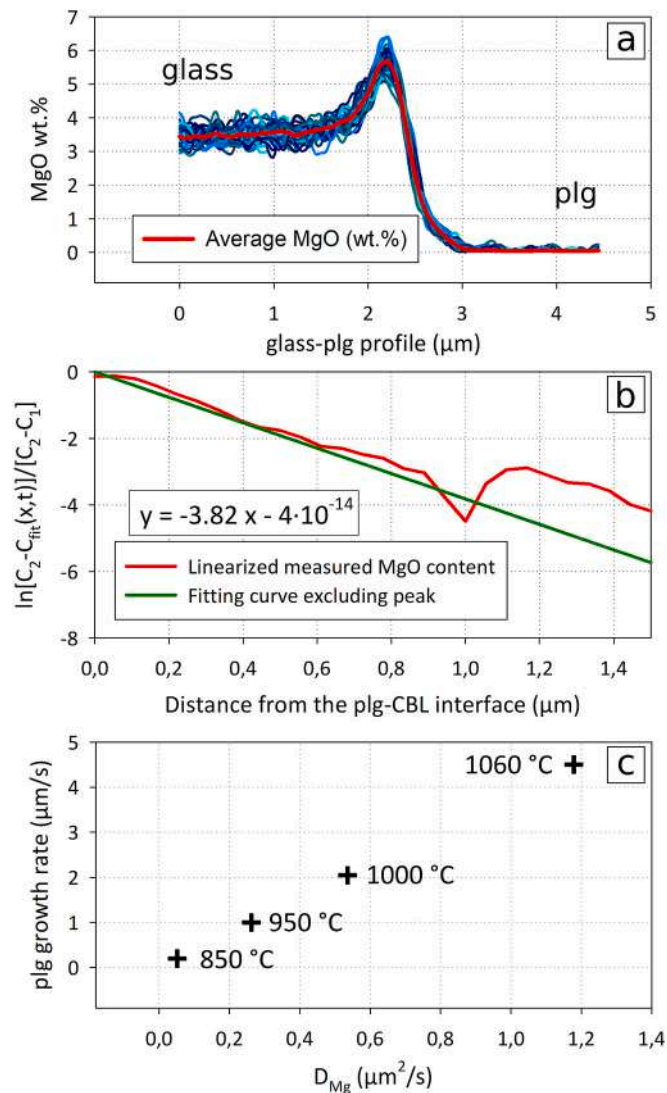 a
7
6
5
4
3
2
1
0
MgO wt.%
glass
plg
Average MgO (wt.%)
0 1 2 3 4 5
glass-plg profile (µm)
b
0
-2
-4
-6
-8
ln[C₂-C_fit(x,t)]/[C₂-C₁]
y = -3.82 x - 4·10⁻¹⁴
Linearized measured MgO content
Fitting curve excluding peak
0,0 0,2 0,4 0,6 0,8 1,0 1,2 1,4
Distance from the plg-CBL interface (µm)
c
5
4
3
2
1
0
plg growth rate (µm/s)
1060 °C
1000 °C
950 °C
850 °C
0,0 0,2 0,4 0,6 0,8 1,0 1,2 1,4
D_Mg (µm²/s)